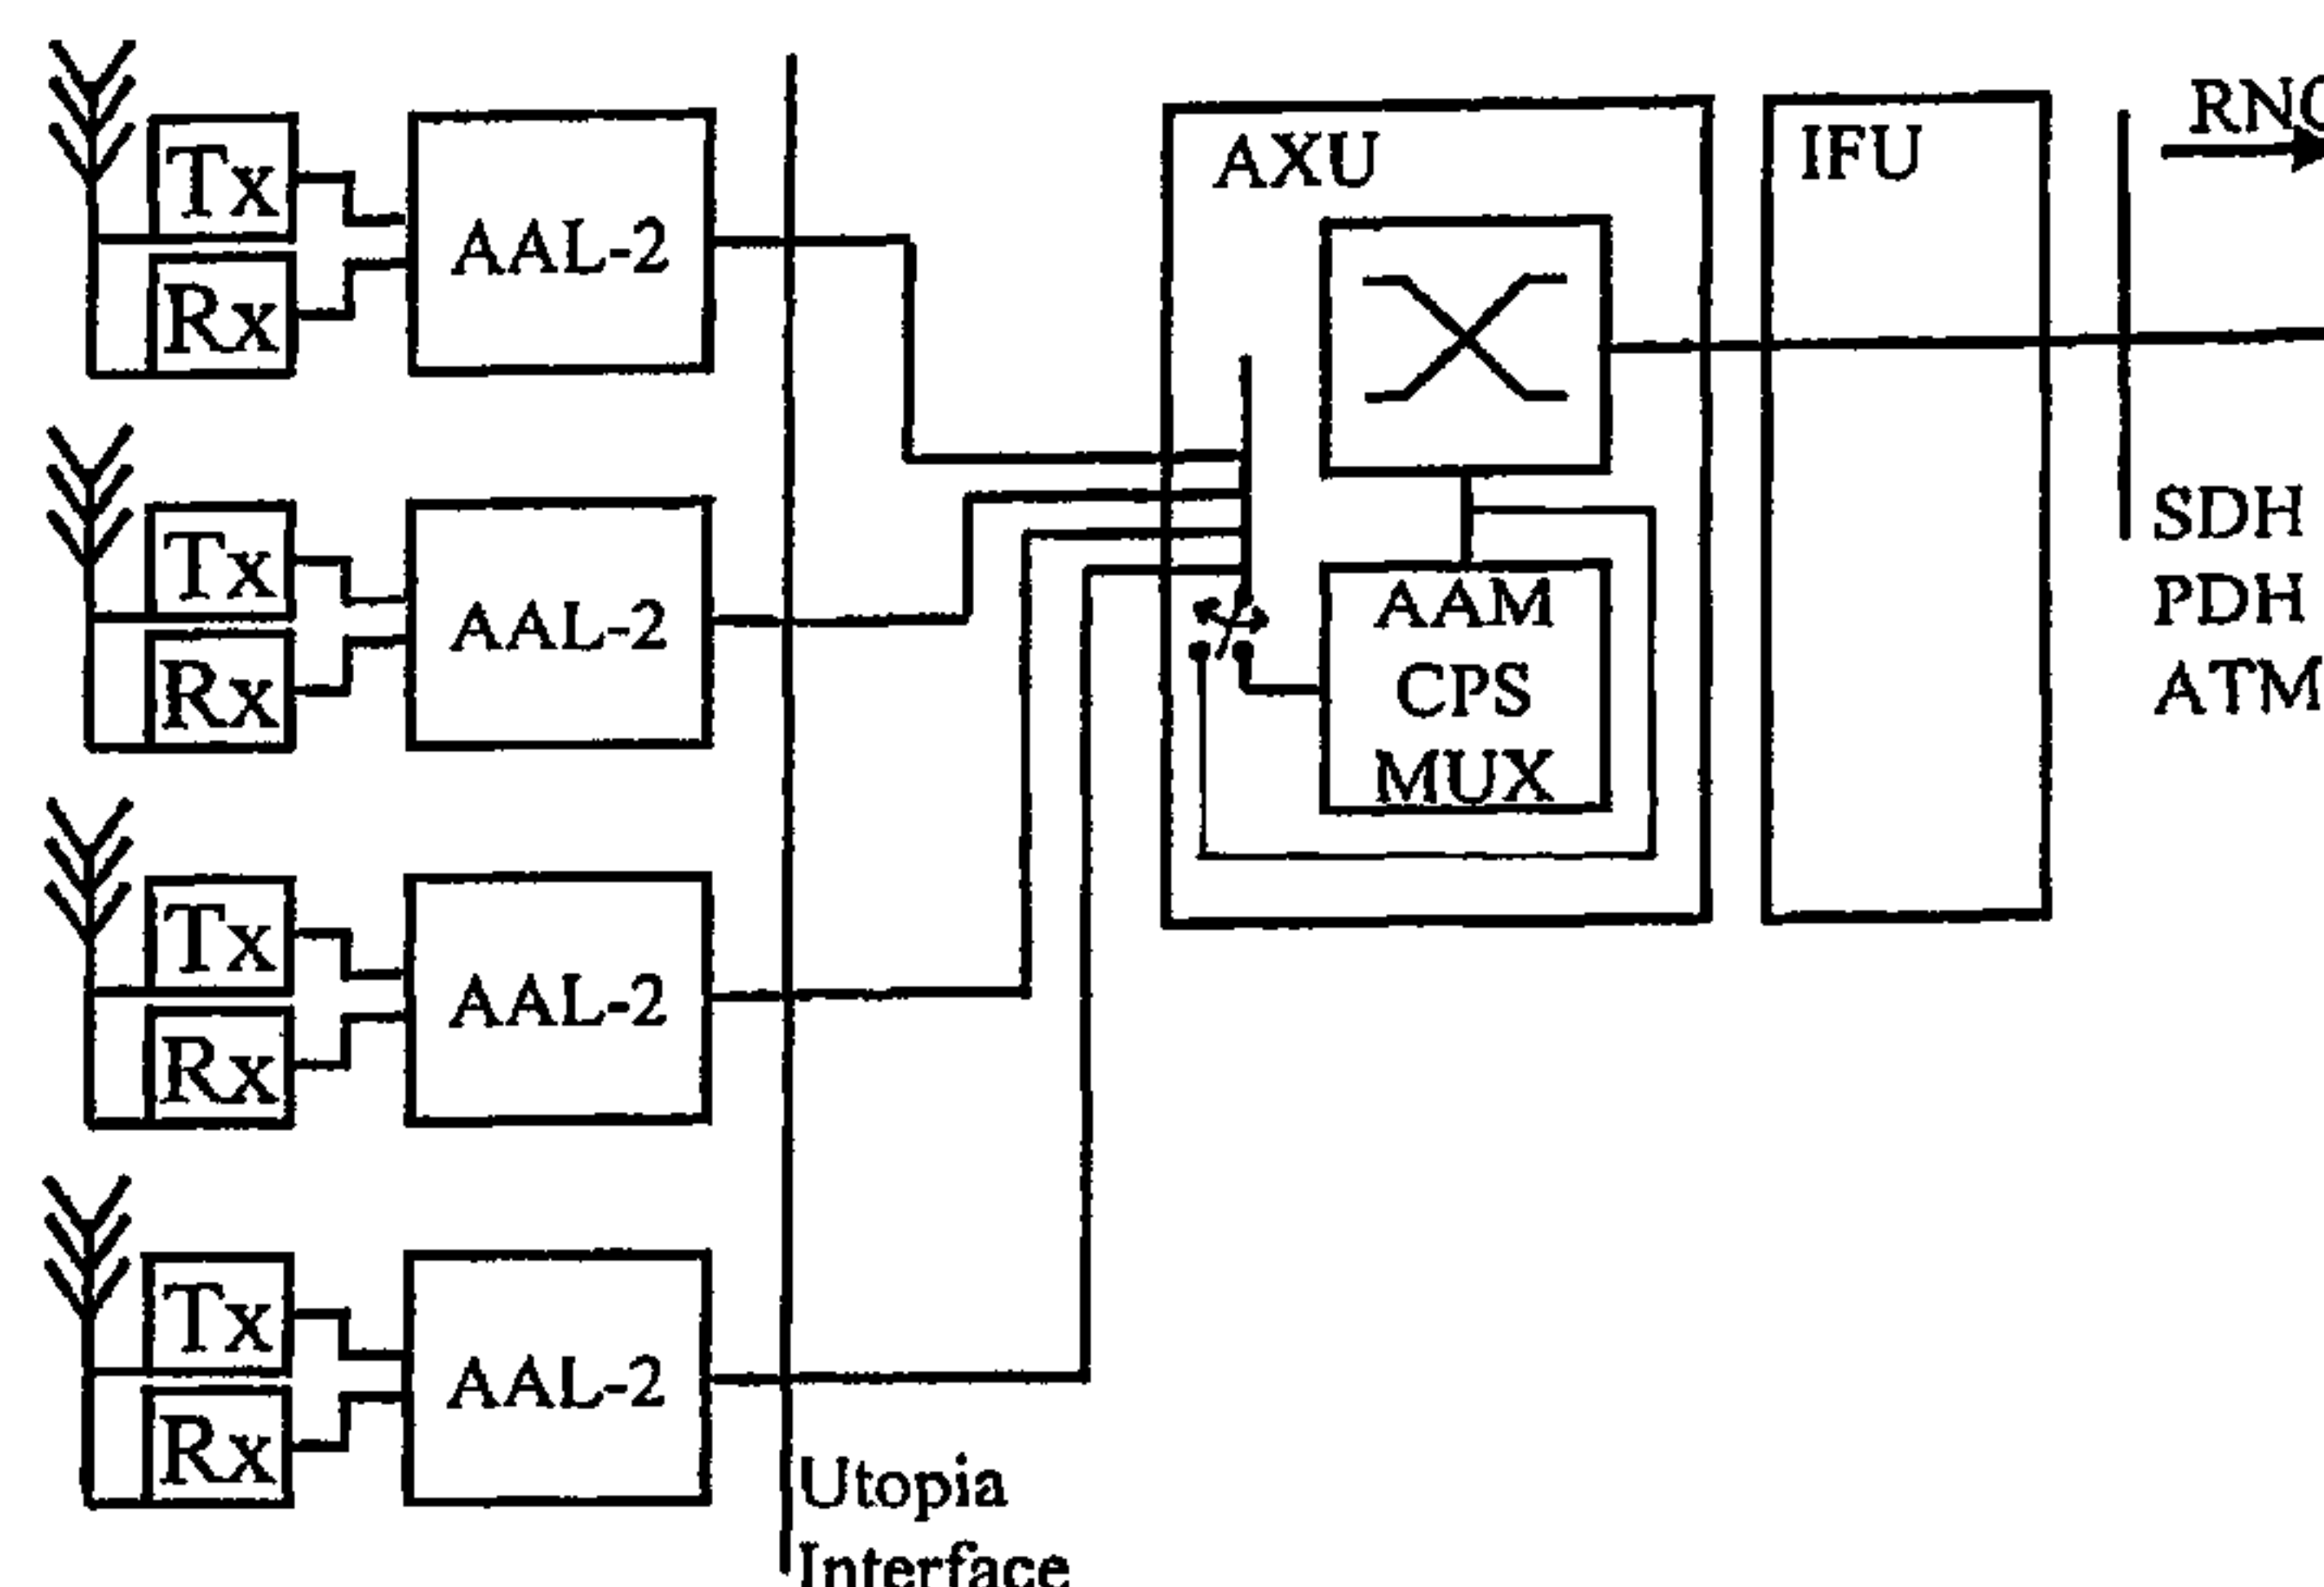 Tx
Rx
AAL-2
Tx
Rx
AAL-2
Tx
Rx
AAL-2
Tx
Rx
AAL-2
Utopia
Interface
AXU
AAM
CPS
MUX
IFU
RNC
SDH
PDH
ATM